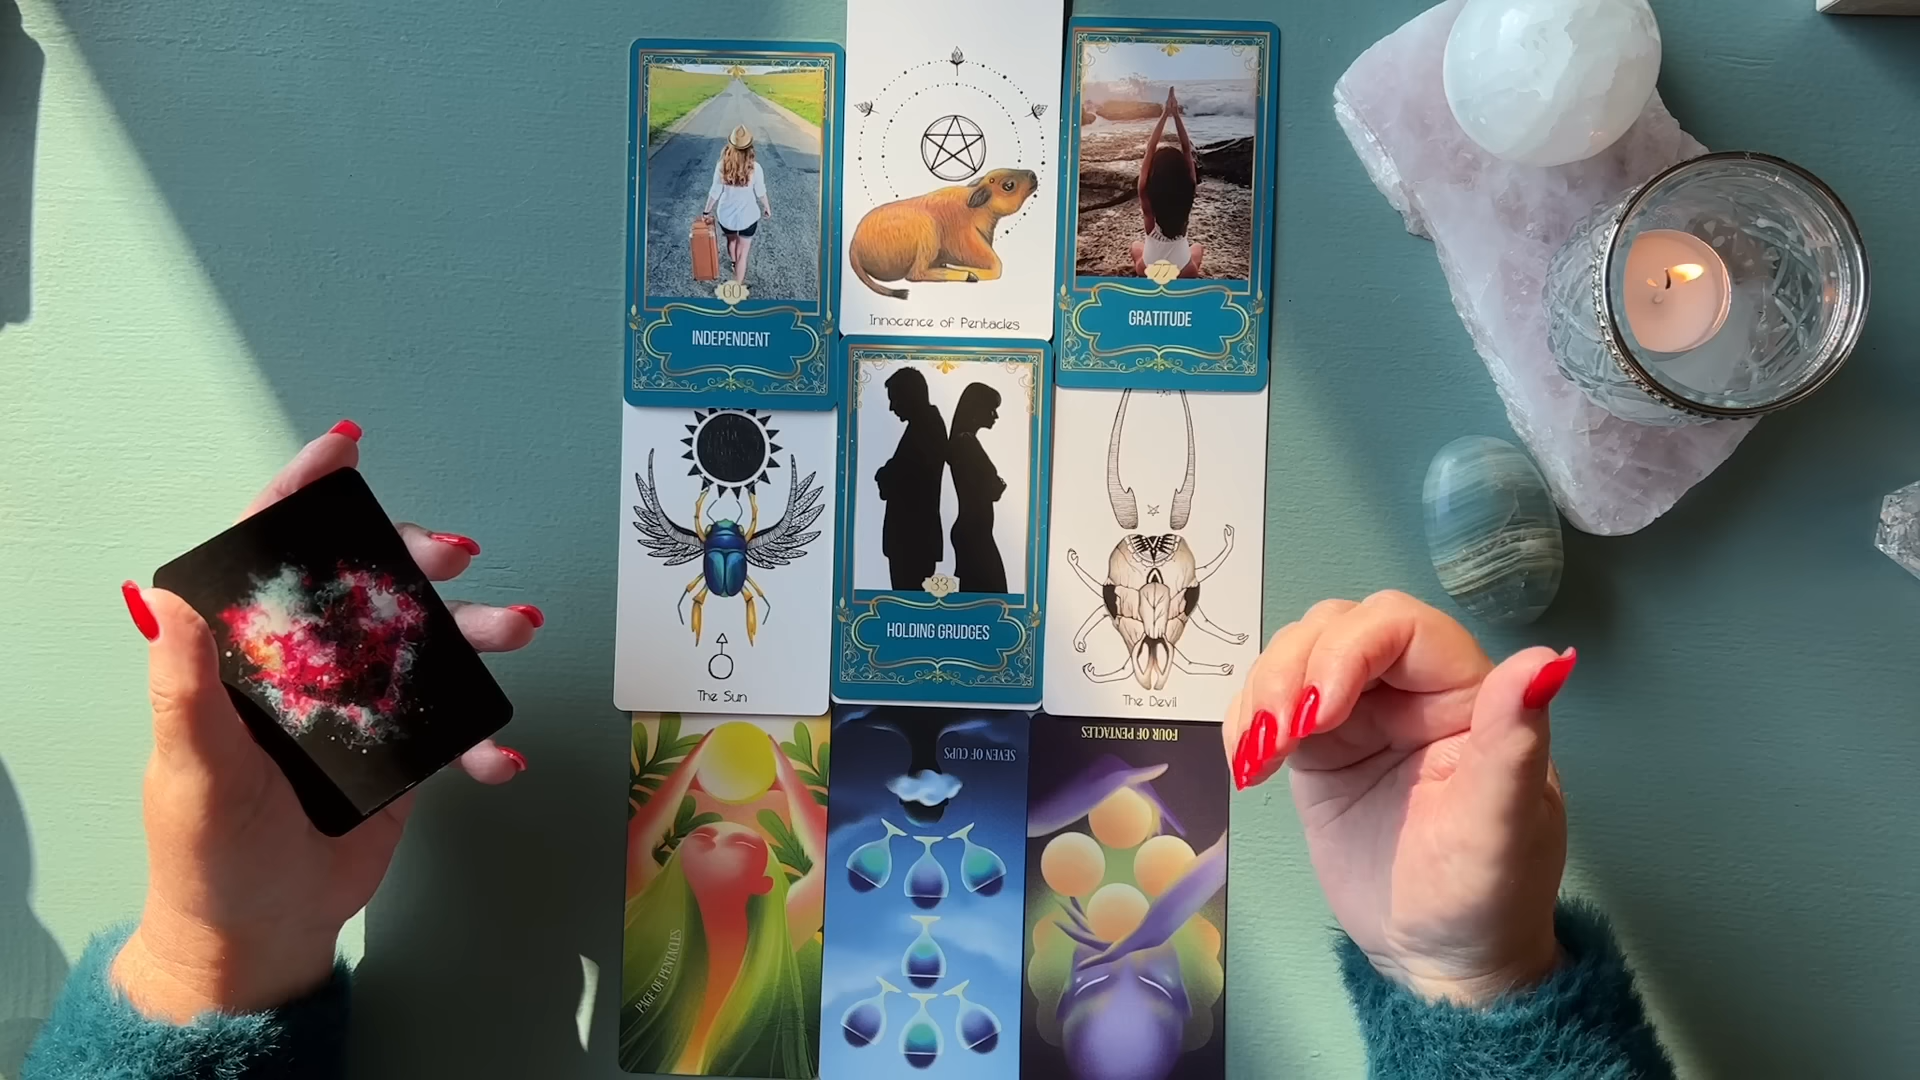 60
INDEPENDENT
Innocence of Pentacles
77
GRATITUDE
The Sun
33
HOLDING GRUDGES
The Devil
PAGE OF PENTACLES
SEVEN OF CUPS
FOUR OF PENTACLES